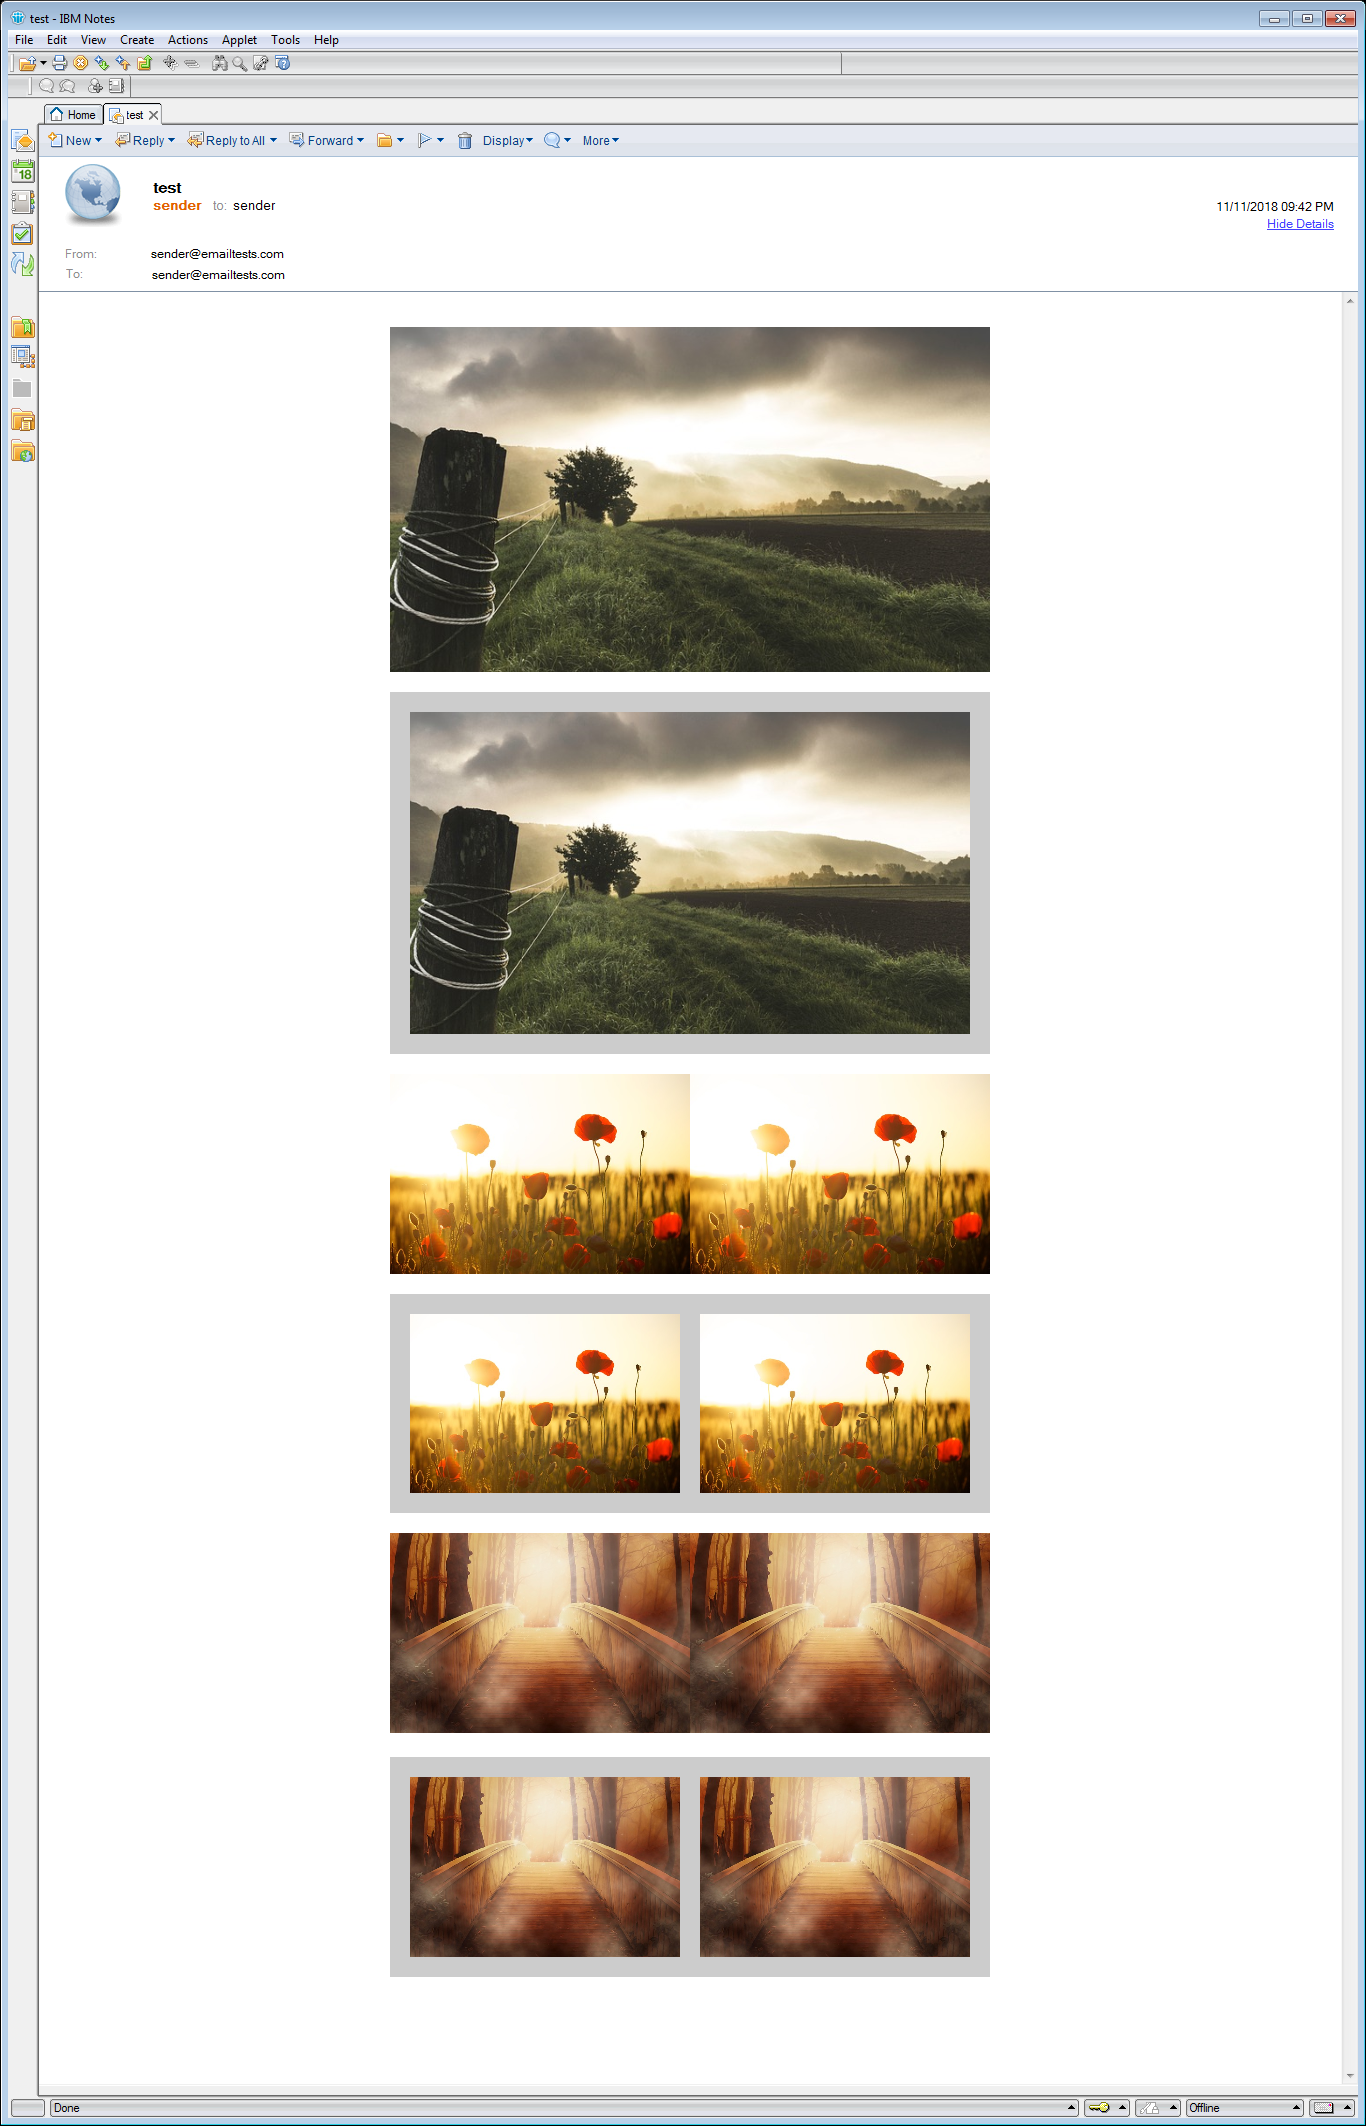 test - IBM Notes
File Edit View Create Actions Applet Tools Help
Home test
New Reply Reply to All Forward Display More
18
test
sender to: sender
11/11/2018 09:42 PM
Hide Details
From: sender@emailtests.com
To: sender@emailtests.com
Done Offline